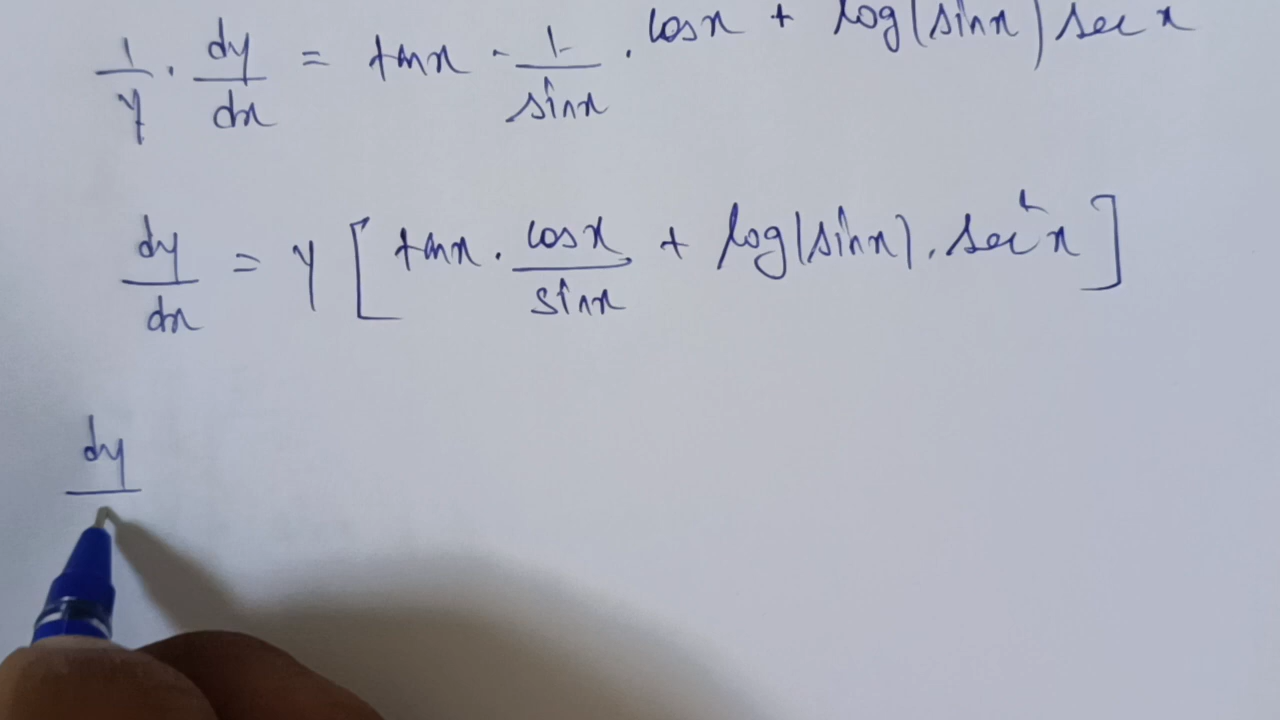 1/y · dy/dx = tanx · 1/sinx · cosx + log(sinx) sec x
dy/dx = y [ tanx · cosx/sinx + log(sinx) . sec²x ]
dy